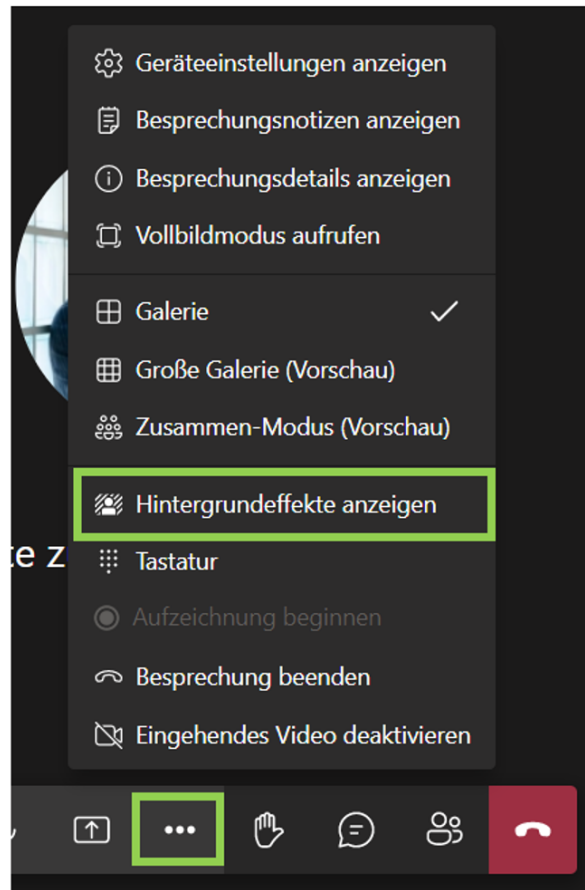 Geräteeinstellungen anzeigen
Besprechungsnotizen anzeigen
Besprechungsdetails anzeigen
Vollbildmodus aufrufen
Galerie
Große Galerie (Vorschau)
Zusammen-Modus (Vorschau)
Hintergrundeffekte anzeigen
te z
Tastatur
Aufzeichnung beginnen
Besprechung beenden
Eingehendes Video deaktivieren